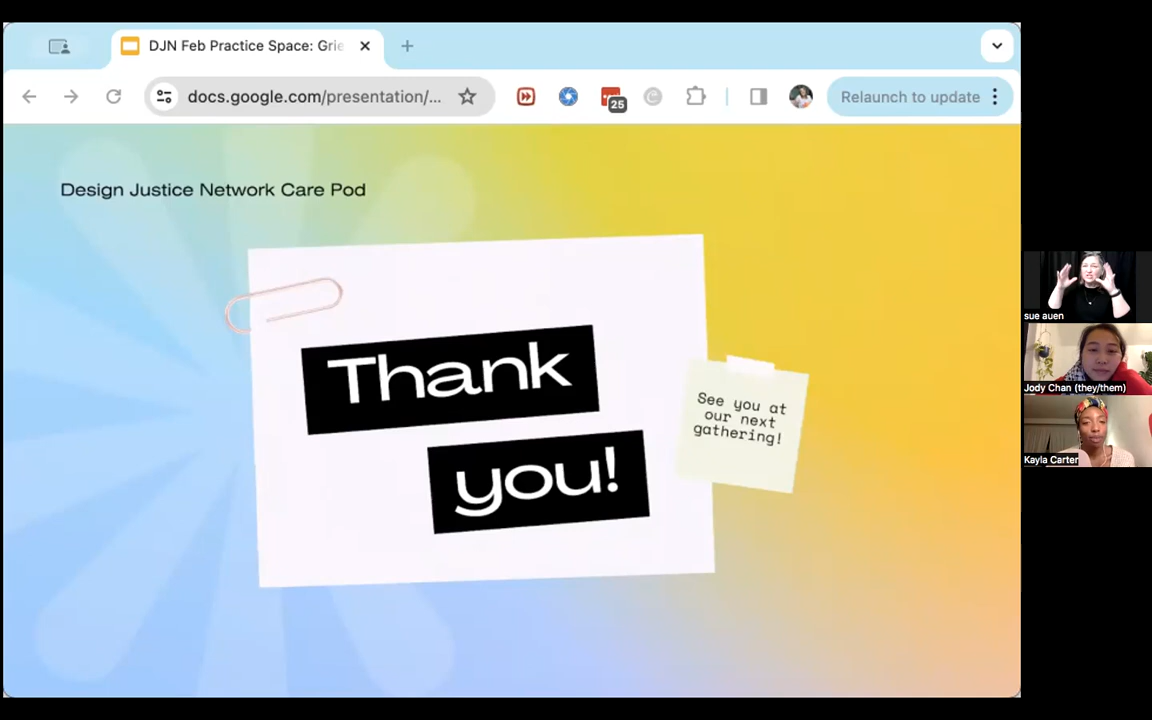 DJN Feb Practice Space: Grie
docs.google.com/presentation/...
25
Relaunch to update
Design Justice Network Care Pod
Thank
you!
See you at
our next
gathering!
sue auen
Jody Chan (they/them)
Kayla Carter